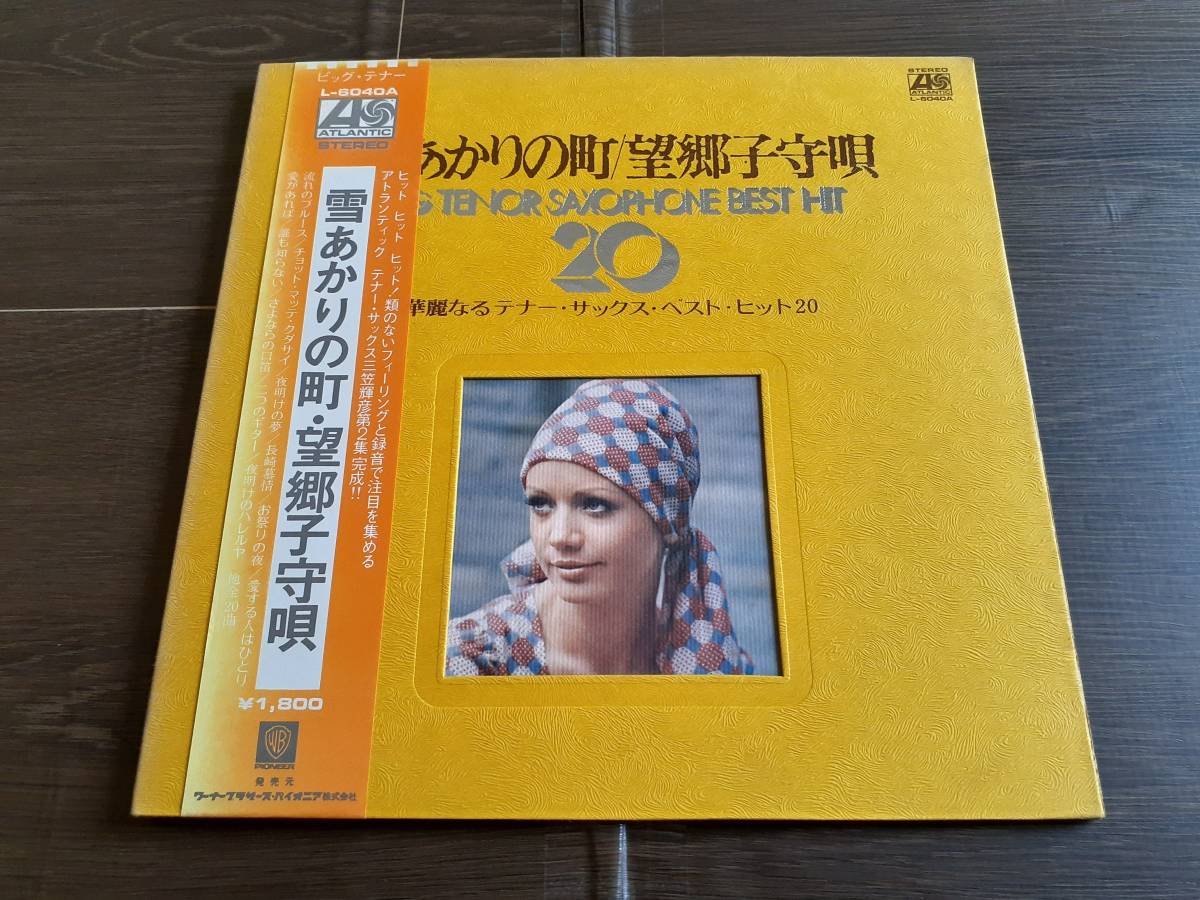 ビッグ・テナー
L-6040A
ATLANTIC
STEREO
ヒット ヒット ヒット!類のないフィーリングと録音で注目を集める
アトランティック テナー・サックス三笠輝彦第2集完成!!
雪あかりの町・望郷子守唄
流れのブルース/チョット・マッテ・クダサイ/夜明けの夢/長崎慕情/お祭りの夜/愛する人はひとり
愛があれば/誰も知らない/さよならの口笛/二つのギター/夜明けのハレルヤ 他全20曲
¥1,800
WB
PIONEER
発売元
ワーナーブラザーズ・パイオニア株式会社
STEREO
ATLANTIC
L-6040A
あかりの町/望郷子守唄
G TENOR SAXOPHONE BEST HIT
20
華麗なるテナー・サックス・ベスト・ヒット20